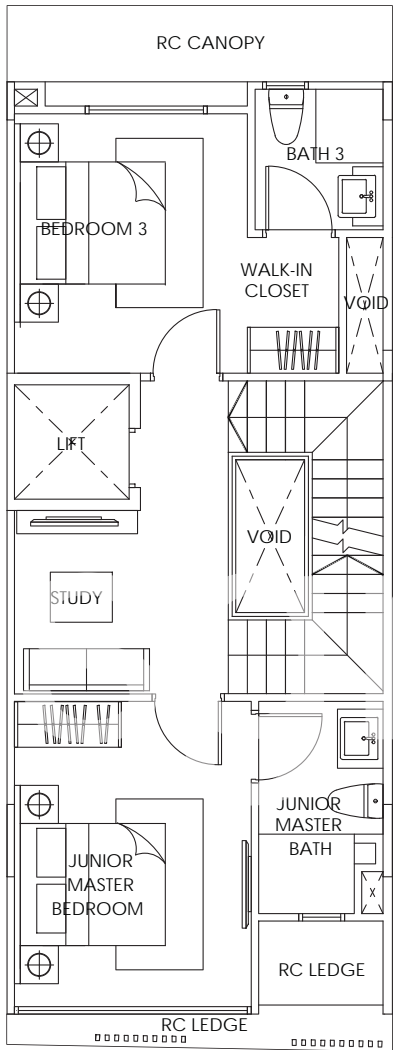 RC CANOPY
BATH 3
BEDROOM 3
WALK-IN
CLOSET
VOID
LIFT
VOID
STUDY
JUNIOR
MASTER
BATH
JUNIOR
MASTER
BEDROOM
RC LEDGE
RC LEDGE